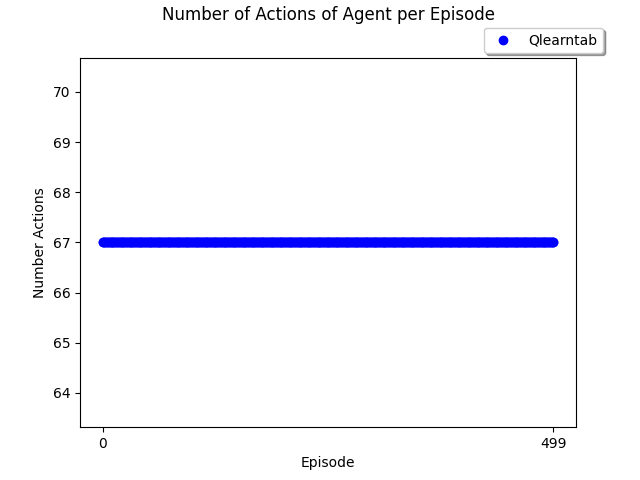 Number of Actions of Agent per Episode
Qlearntab
70
69
68
67
66
65
64
Number Actions
0
499
Episode